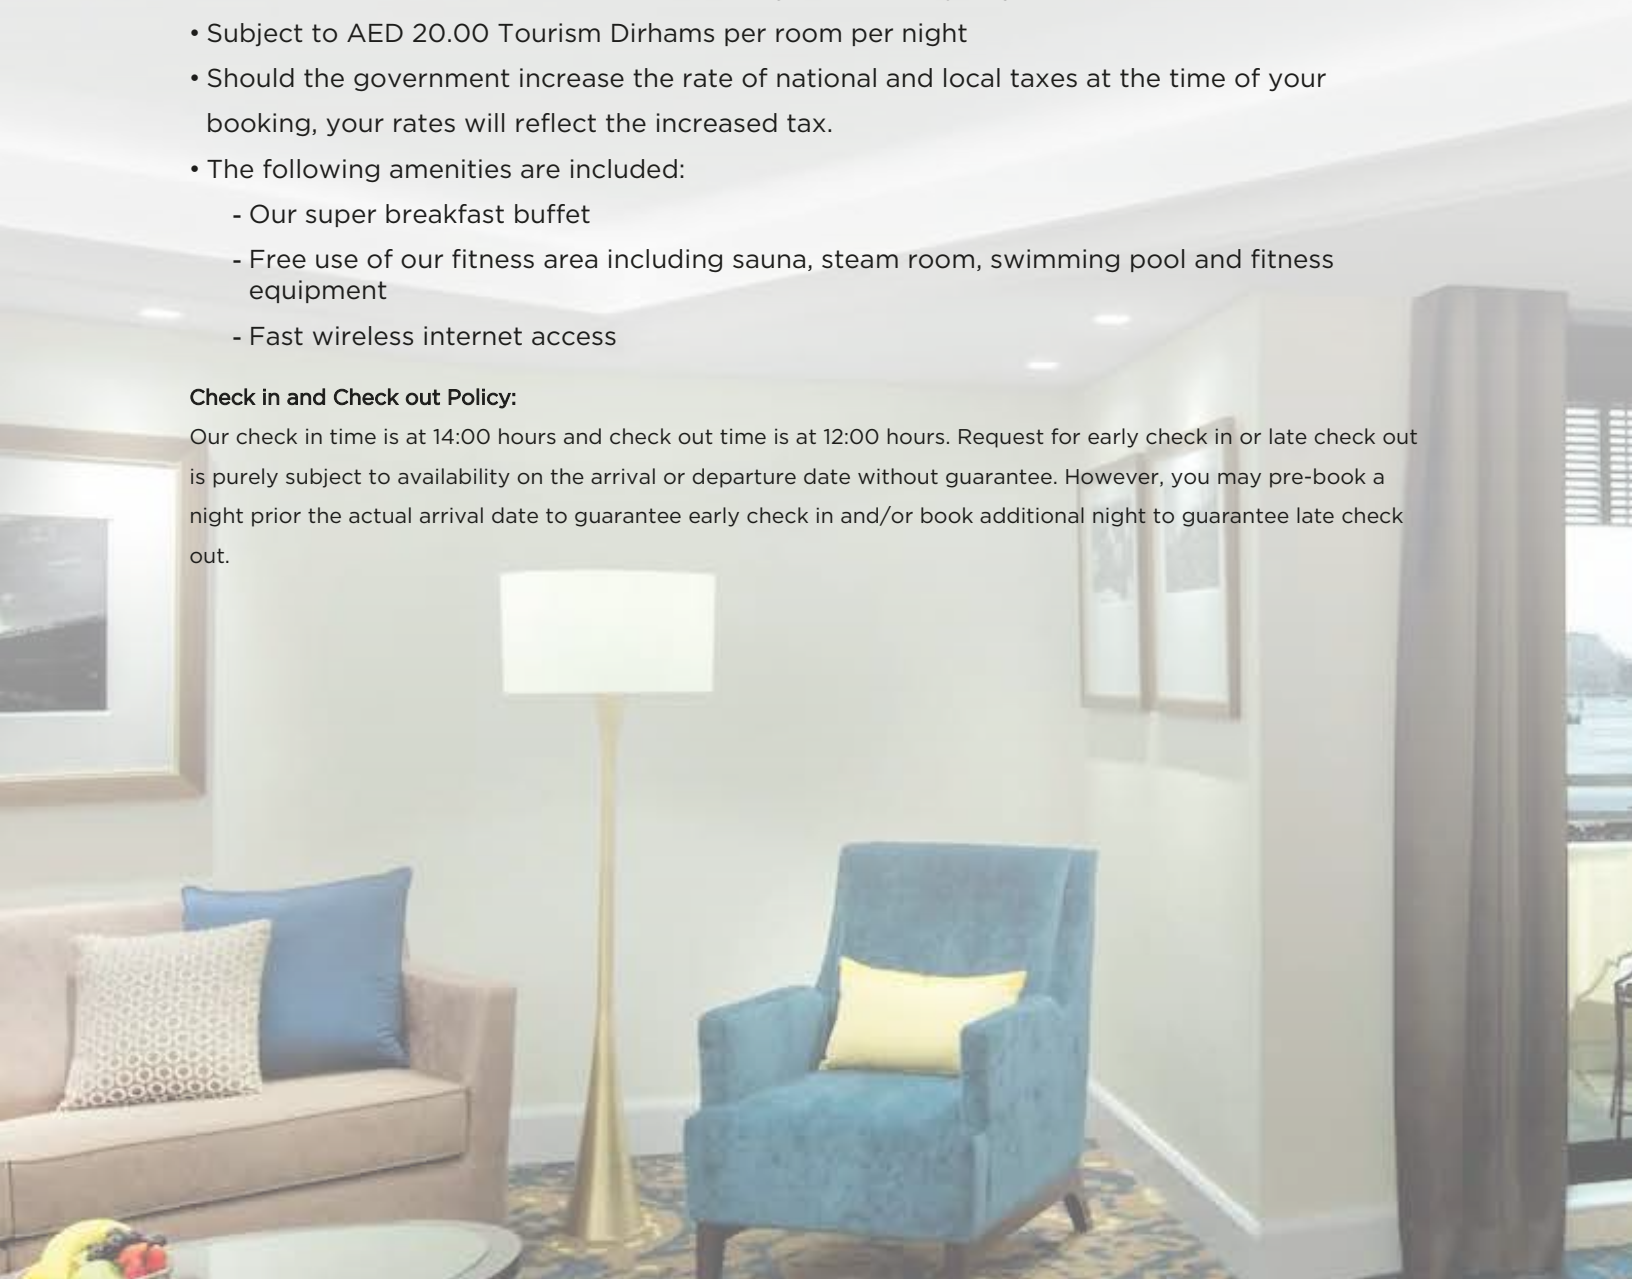 • Subject to AED 20.00 Tourism Dirhams per room per night
• Should the government increase the rate of national and local taxes at the time of your
booking, your rates will reflect the increased tax.
• The following amenities are included:
- Our super breakfast buffet
- Free use of our fitness area including sauna, steam room, swimming pool and fitness
equipment
- Fast wireless internet access
Check in and Check out Policy:
Our check in time is at 14:00 hours and check out time is at 12:00 hours. Request for early check in or late check out
is purely subject to availability on the arrival or departure date without guarantee. However, you may pre-book a
night prior the actual arrival date to guarantee early check in and/or book additional night to guarantee late check
out.